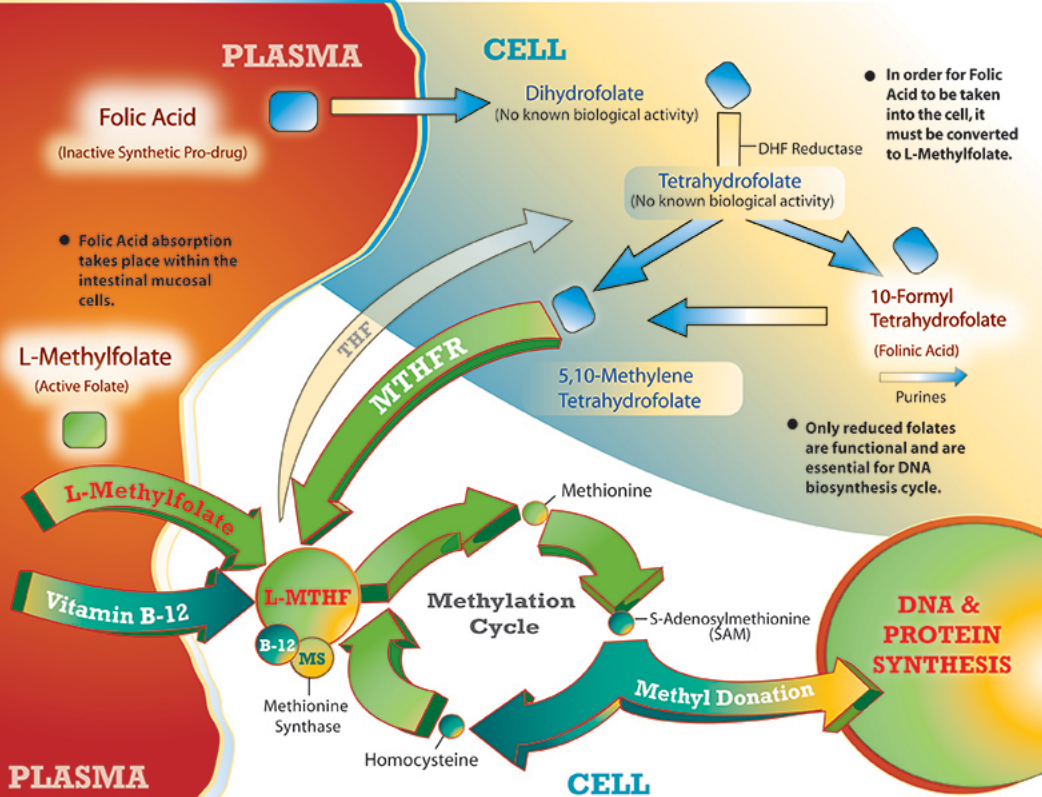 PLASMA
CELL
Folic Acid
(Inactive Synthetic Pro-drug)
Dihydrofolate
(No known biological activity)
DHF Reductase
● In order for Folic
Acid to be taken
into the cell, it
must be converted
to L-Methylfolate.
Tetrahydrofolate
(No known biological activity)
● Folic Acid absorption
takes place within the
intestinal mucosal
cells.
10-Formyl
Tetrahydrofolate
(Folinic Acid)
Purines
THF
MTHFR
5,10-Methylene
Tetrahydrofolate
L-Methylfolate
(Active Folate)
● Only reduced folates
are functional and are
essential for DNA
biosynthesis cycle.
L-Methylfolate
Vitamin B-12
L-MTHF
B-12
MS
Methionine
Synthase
Methionine
Methylation
Cycle
S-Adenosylmethionine
(SAM)
Methyl Donation
Homocysteine
DNA &
PROTEIN
SYNTHESIS
PLASMA
CELL